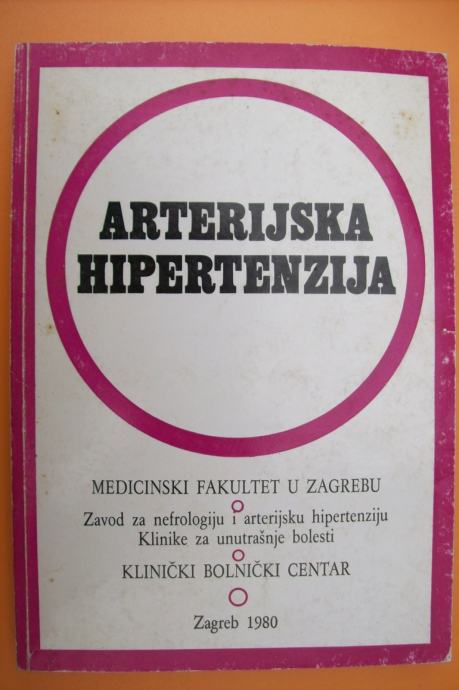 ARTERIJSKA
HIPERTENZIJA
MEDICINSKI FAKULTET U ZAGREBU
Zavod za nefrologiju i arterijsku hipertenziju
Klinike za unutrašnje bolesti
KLINIČKI BOLNIČKI CENTAR
Zagreb 1980